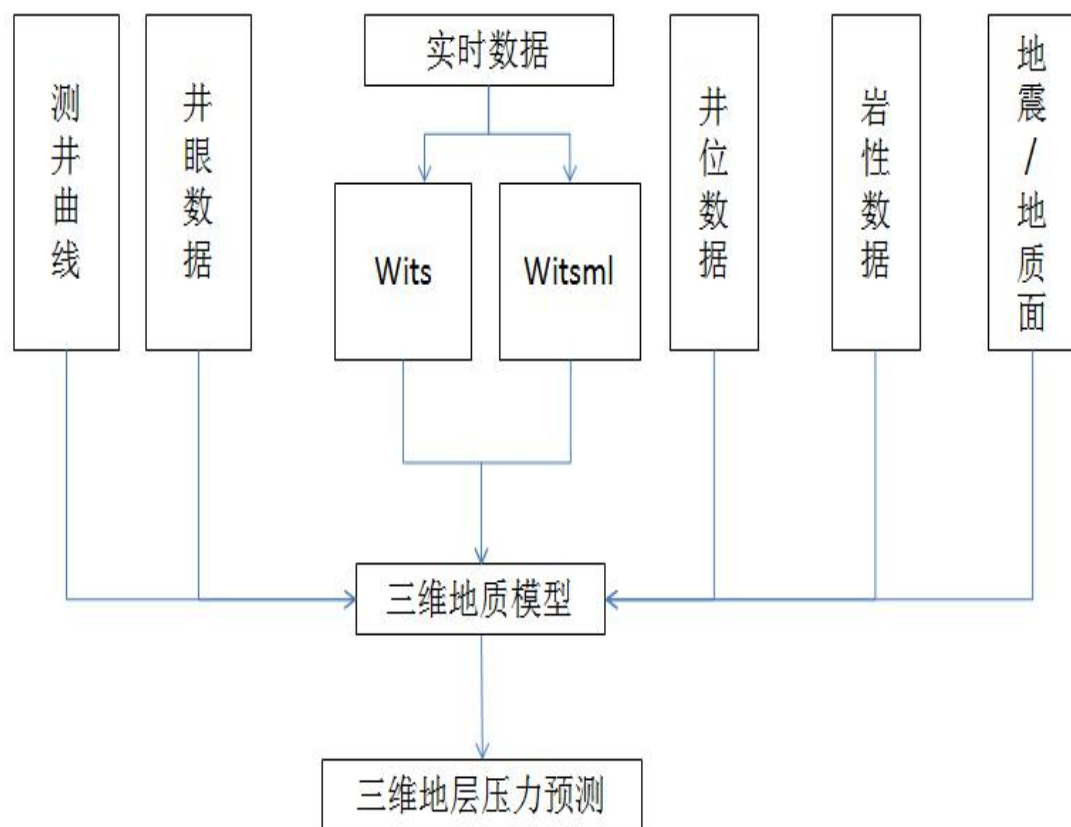 测井曲线
井眼数据
实时数据
Wits
Witsml
井位数据
岩性数据
地震/地质面
三维地质模型
三维地层压力预测